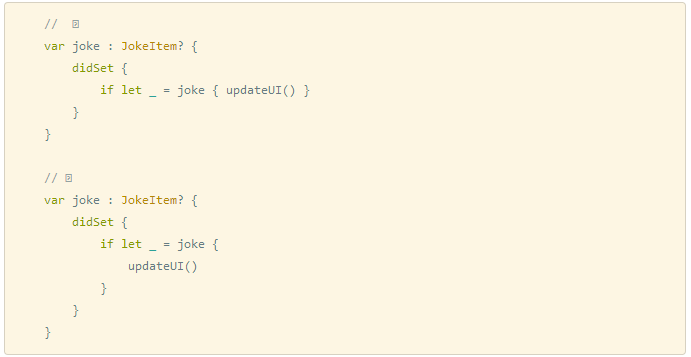 //
var joke : JokeItem? {
    didSet {
        if let _ = joke { updateUI() }
    }
}

//
var joke : JokeItem? {
    didSet {
        if let _ = joke {
            updateUI()
        }
    }
}